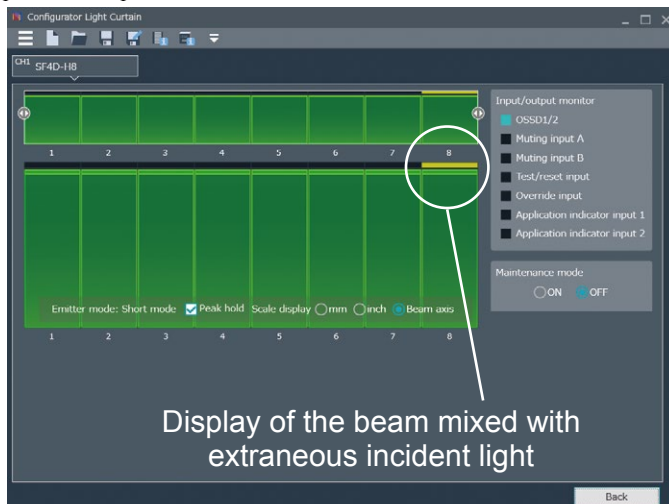 Configurator Light Curtain
CH1 SF4D-H8
1 2 3 4 5 6 7 8
Emitter mode: Short mode Peak hold Scale display mm inch Beam axis
1 2 3 4 5 6 7 8
Input/output monitor
OSSD1/2
Muting input A
Muting input B
Test/reset input
Override input
Application indicator input 1
Application indicator input 2
Maintenance mode
ON OFF
Display of the beam mixed with
extraneous incident light
Back